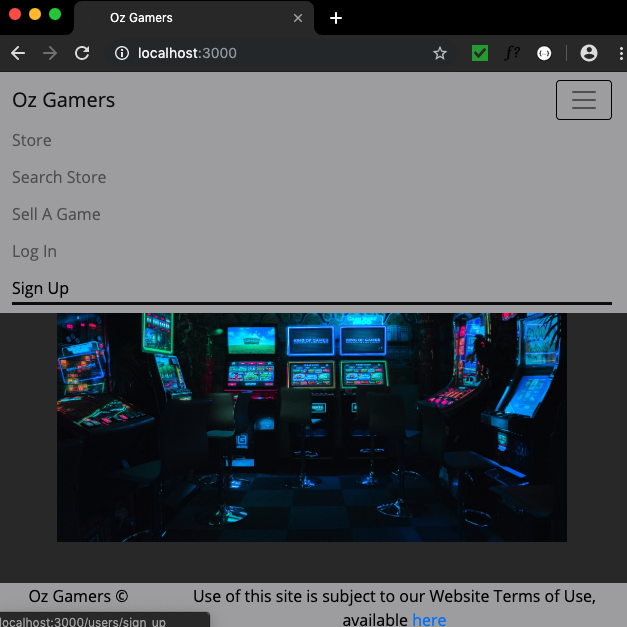 Oz Gamers
localhost:3000
f?
Oz Gamers
Store
Search Store
Sell A Game
Log In
Sign Up
Oz Gamers ©
Use of this site is subject to our Website Terms of Use,
available here
localhost:3000/users/sign_up